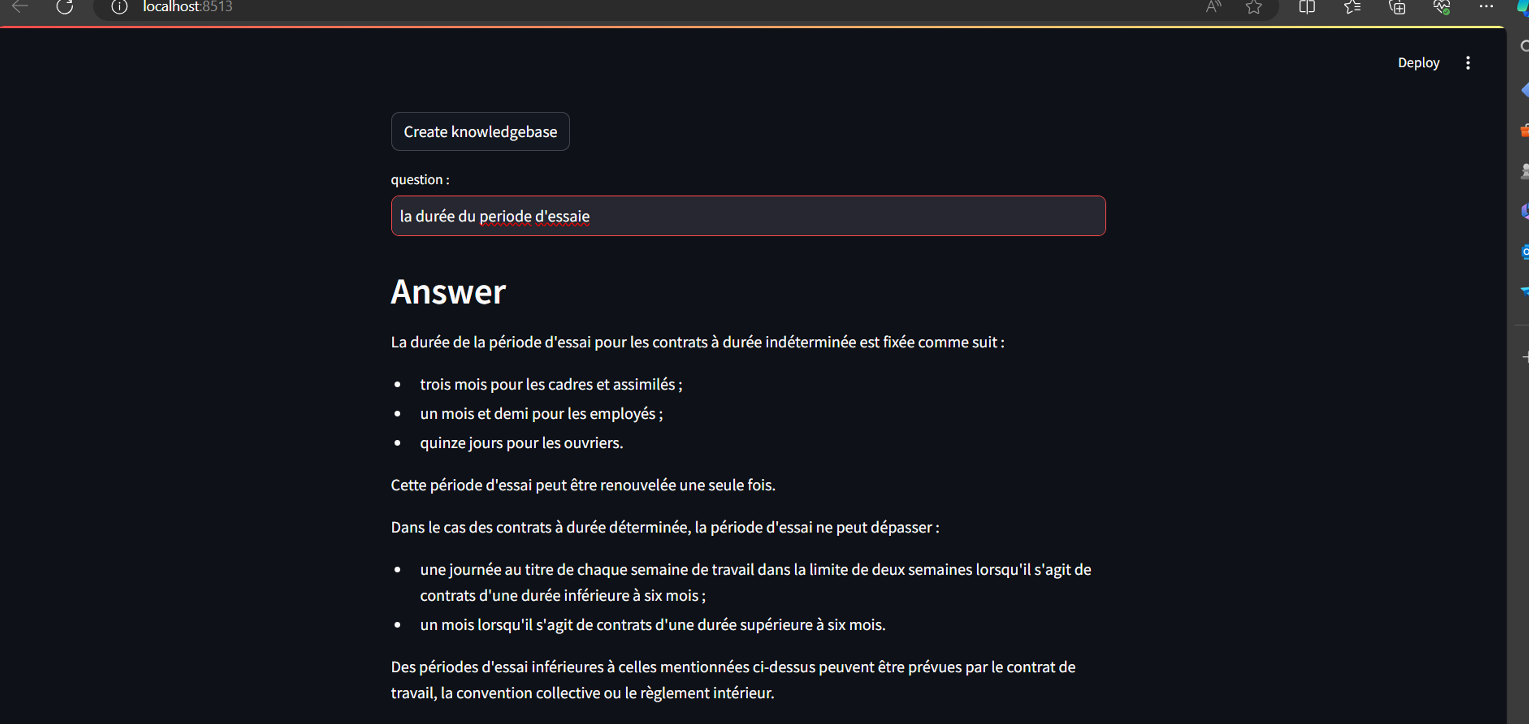 localhost:8513
Deploy
Create knowledgebase
question :
la durée du periode d'essaie
Answer
La durée de la période d'essai pour les contrats à durée indéterminée est fixée comme suit :
• trois mois pour les cadres et assimilés ;
• un mois et demi pour les employés ;
• quinze jours pour les ouvriers.
Cette période d'essai peut être renouvelée une seule fois.
Dans le cas des contrats à durée déterminée, la période d'essai ne peut dépasser :
• une journée au titre de chaque semaine de travail dans la limite de deux semaines lorsqu'il s'agit de
contrats d'une durée inférieure à six mois ;
• un mois lorsqu'il s'agit de contrats d'une durée supérieure à six mois.
Des périodes d'essai inférieures à celles mentionnées ci-dessus peuvent être prévues par le contrat de
travail, la convention collective ou le règlement intérieur.